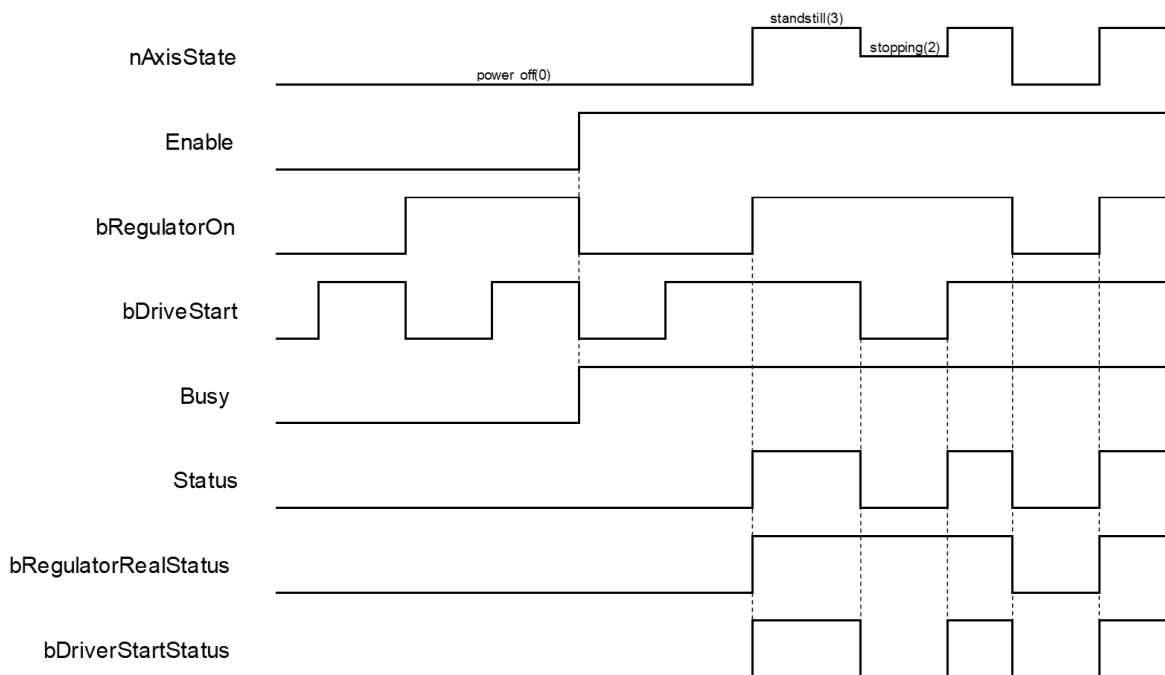 standstill(3)
nAxisState
stopping(2)
power off(0)
Enable
bRegulatorOn
bDriveStart
Busy
Status
bRegulatorRealStatus
bDriverStartStatus